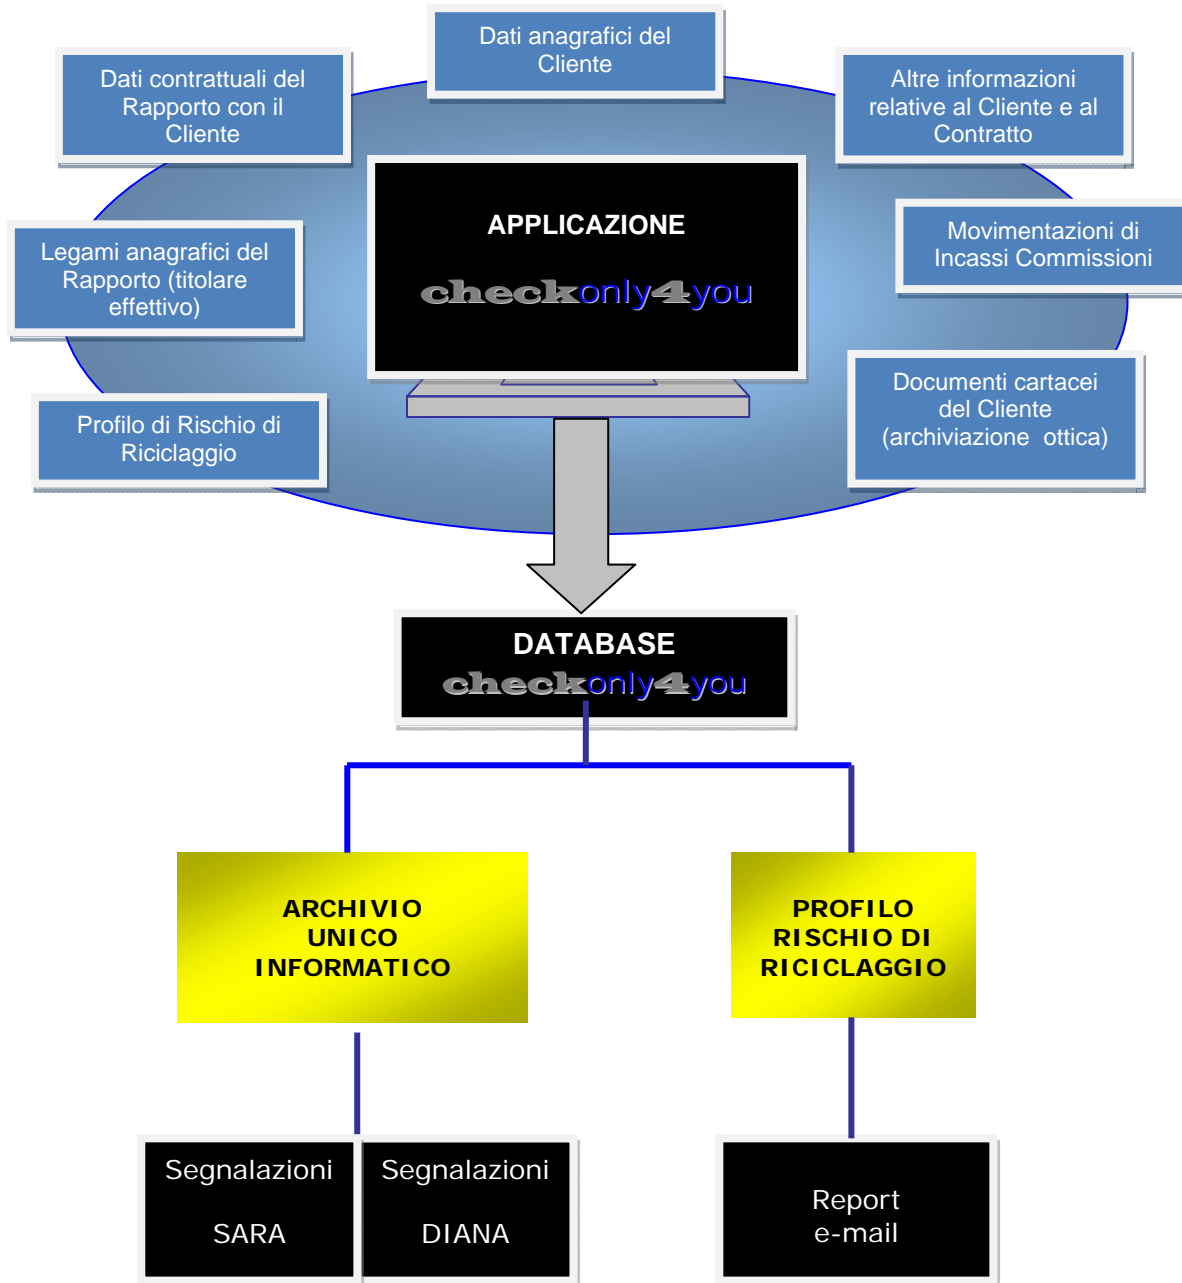 Dati anagrafici del
Cliente
Dati contrattuali del
Rapporto con il
Cliente
Altre informazioni
relative al Cliente e al
Contratto
APPLICAZIONE
checkonly4you
Legami anagrafici del
Rapporto (titolare
effettivo)
Movimentazioni di
Incassi Commissioni
Profilo di Rischio di
Riciclaggio
Documenti cartacei
del Cliente
(archiviazione ottica)
DATABASE
checkonly4you
ARCHIVIO
UNICO
INFORMATICO
PROFILO
RISCHIO DI
RICICLAGGIO
Segnalazioni
SARA
Segnalazioni
DIANA
Report
e-mail